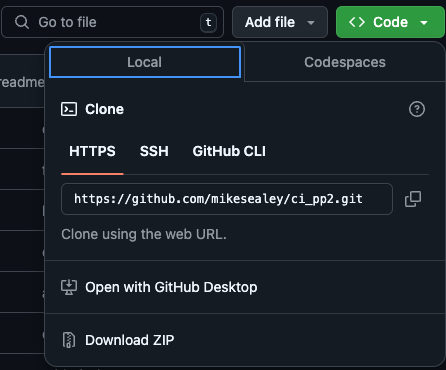 Go to file
t
Add file
Code
Local
Codespaces
Clone
HTTPS
SSH
GitHub CLI
https://github.com/mikesealey/ci_pp2.git
Clone using the web URL.
Open with GitHub Desktop
Download ZIP